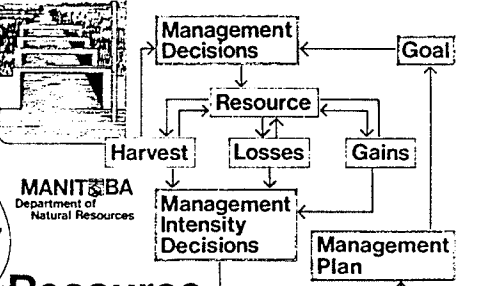 Management
Decisions
Goal
Resource
Harvest
Losses
Gains
MANITOBA
Department of
Natural Resources
Management
Intensity
Decisions
Management
Plan
Resource